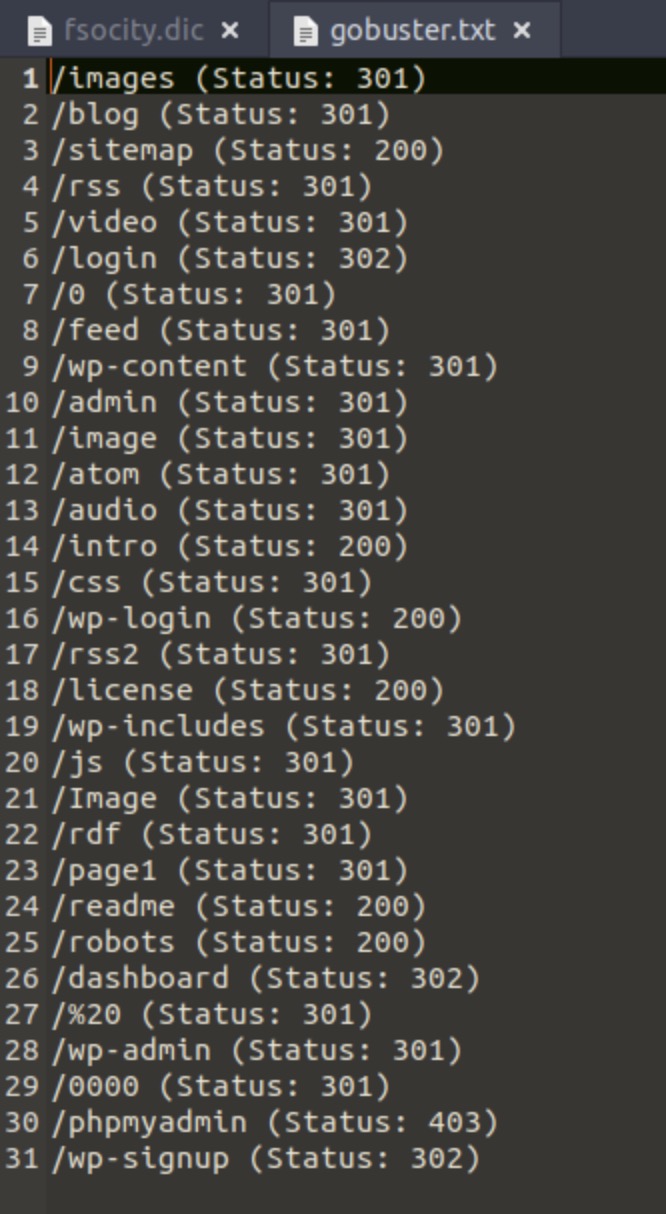 fsocity.dic × gobuster.txt ×
1 /images (Status: 301)
2 /blog (Status: 301)
3 /sitemap (Status: 200)
4 /rss (Status: 301)
5 /video (Status: 301)
6 /login (Status: 302)
7 /0 (Status: 301)
8 /feed (Status: 301)
9 /wp-content (Status: 301)
10 /admin (Status: 301)
11 /image (Status: 301)
12 /atom (Status: 301)
13 /audio (Status: 301)
14 /intro (Status: 200)
15 /css (Status: 301)
16 /wp-login (Status: 200)
17 /rss2 (Status: 301)
18 /license (Status: 200)
19 /wp-includes (Status: 301)
20 /js (Status: 301)
21 /Image (Status: 301)
22 /rdf (Status: 301)
23 /page1 (Status: 301)
24 /readme (Status: 200)
25 /robots (Status: 200)
26 /dashboard (Status: 302)
27 /%20 (Status: 301)
28 /wp-admin (Status: 301)
29 /0000 (Status: 301)
30 /phpmyadmin (Status: 403)
31 /wp-signup (Status: 302)